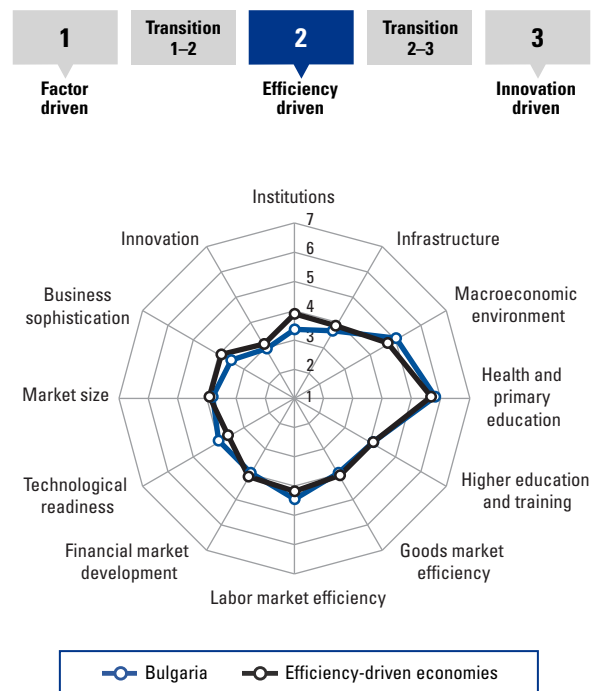 1
Transition
1–2
2
Transition
2–3
3
Factor
driven
Efficiency
driven
Innovation
driven
Institutions
Infrastructure
Macroeconomic
environment
Health and
primary
education
Higher education
and training
Goods market
efficiency
Labor market efficiency
Financial market
development
Technological
readiness
Market size
Business
sophistication
Innovation
7
6
5
4
3
2
1
Bulgaria
Efficiency-driven economies